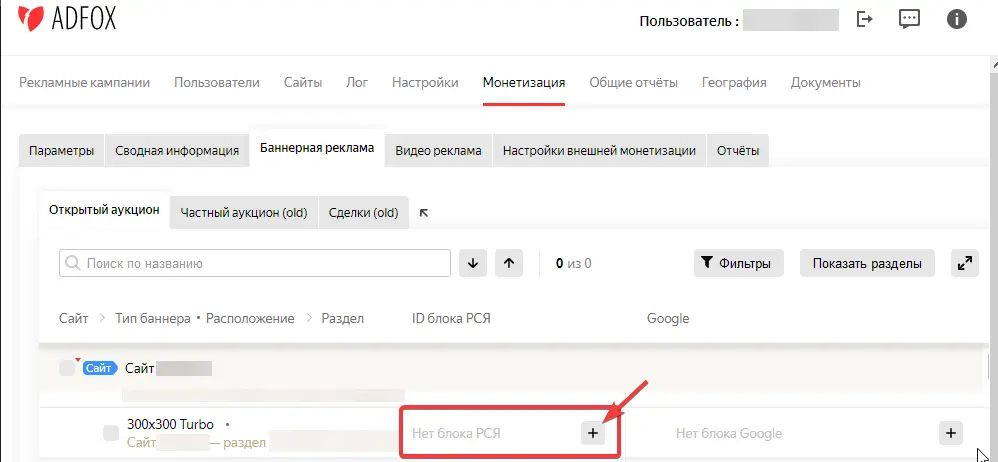 ADFOX
Пользователь :
Рекламные кампании Пользователи Сайты Лог Настройки Монетизация Общие отчёты География Документы
Параметры Сводная информация Баннерная реклама Видео реклама Настройки внешней монетизации Отчёты
Открытый аукцион Частный аукцион (old) Сделки (old)
Поиск по названию 0 из 0 Фильтры Показать разделы
Сайт Тип баннера • Расположение Раздел ID блока РСЯ Google
Сайт Сайт
300x300 Turbo •
Сайт — раздел
Нет блока РСЯ + Нет блока Google +